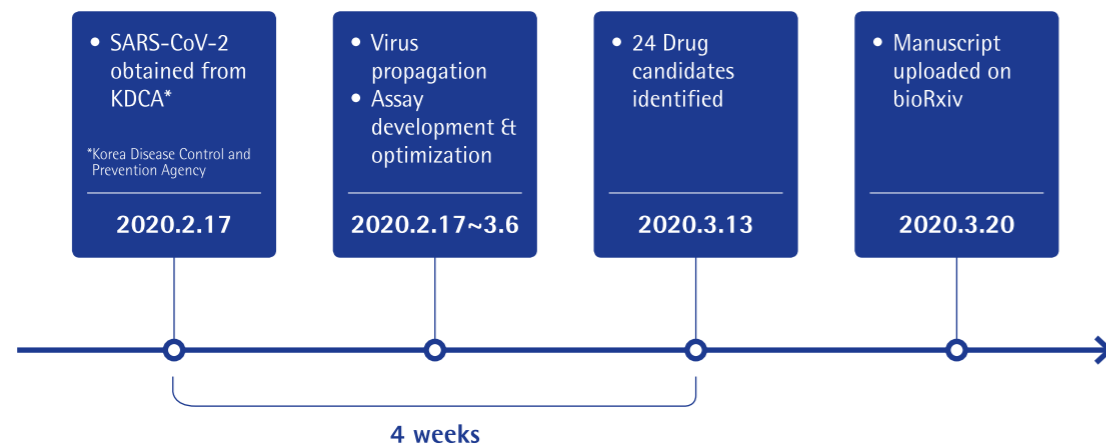 • SARS-CoV-2
obtained from
KDCA*
*Korea Disease Control and
Prevention Agency
2020.2.17
• Virus
propagation
• Assay
development &
optimization
2020.2.17~3.6
• 24 Drug
candidates
identified
2020.3.13
• Manuscript
uploaded on
bioRxiv
2020.3.20
4 weeks